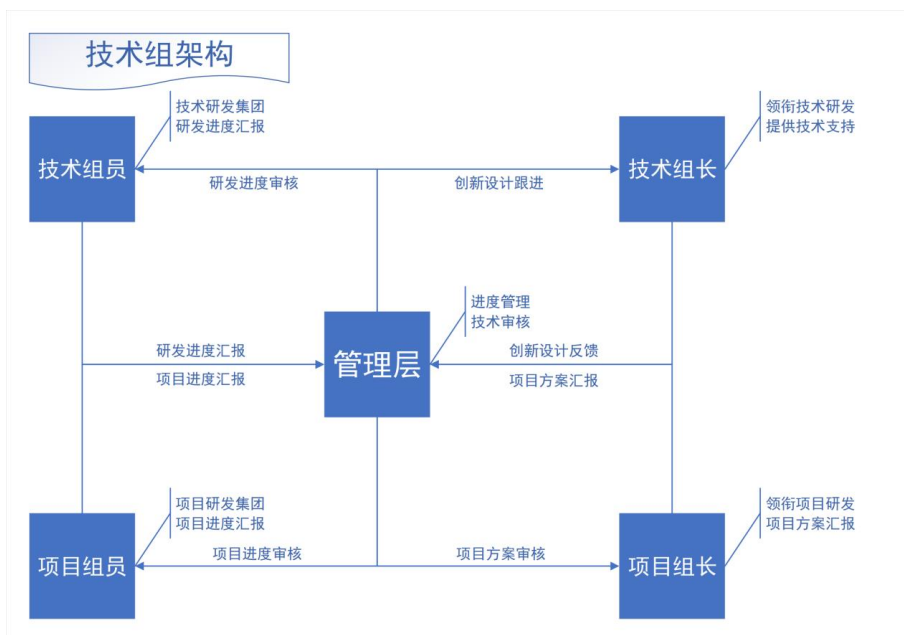 技术组架构
技术研发集团
研发进度汇报
领衔技术研发
提供技术支持
技术组员
技术组长
研发进度审核
创新设计跟进
进度管理
技术审核
研发进度汇报
创新设计反馈
管理层
项目进度汇报
项目方案汇报
项目研发集团
项目进度汇报
领衔项目研发
项目方案汇报
项目进度审核
项目方案审核
项目组员
项目组长